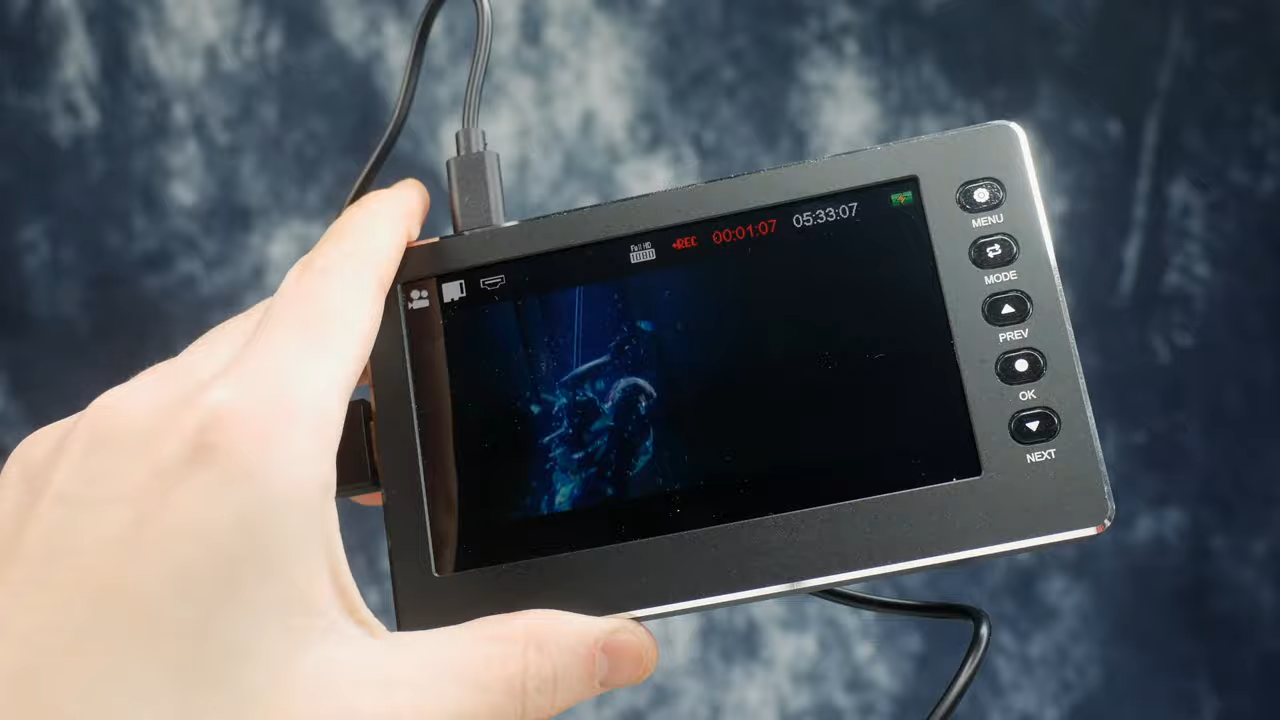 Full HD
1080
•REC 00:01:07 05:33:07
MENU
MODE
PREV
OK
NEXT